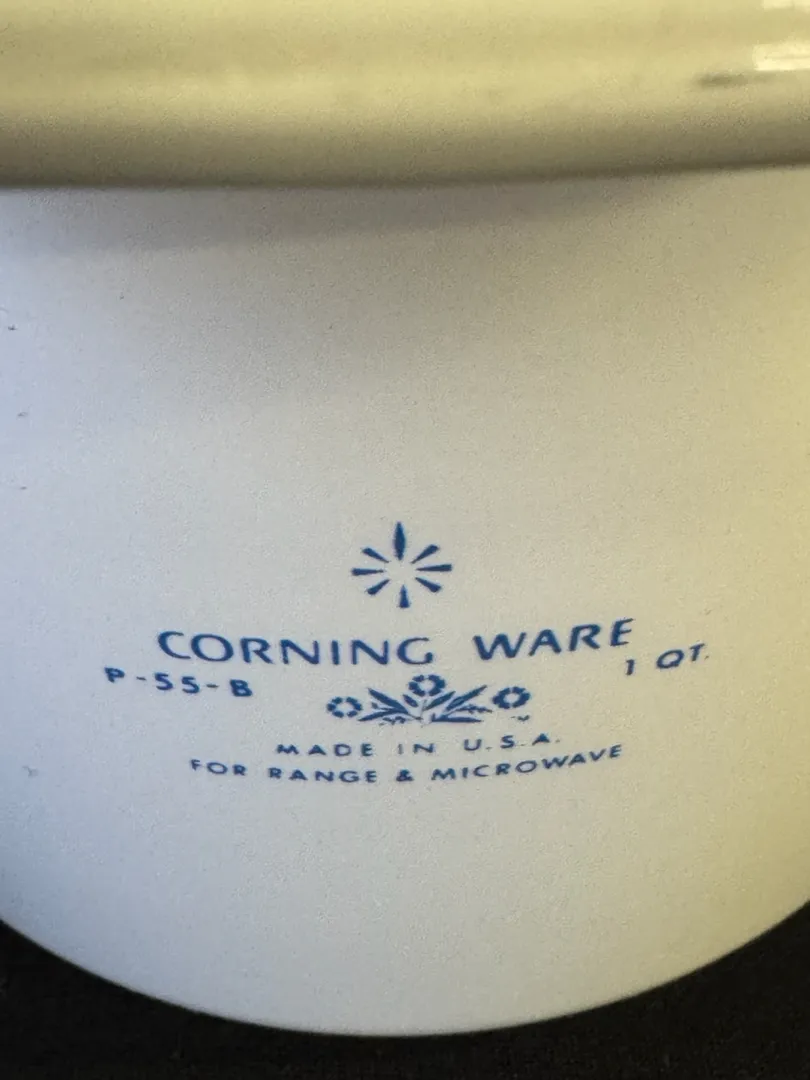 CORNING WARE
P-55-B 1 QT.
MADE IN U.S.A.
FOR RANGE & MICROWAVE